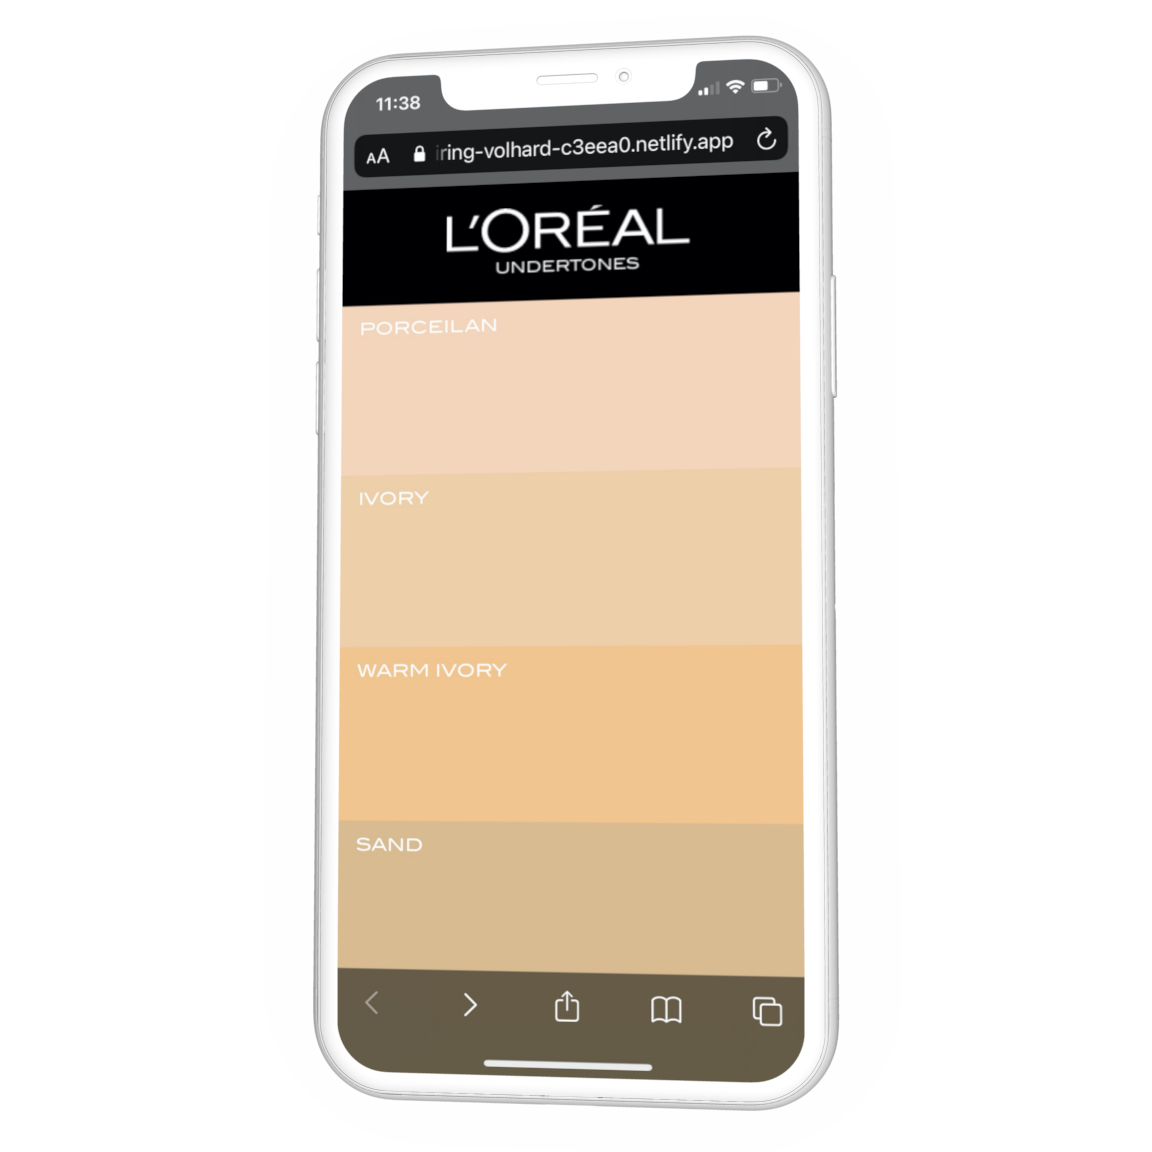 11:38
AA ring-volhard-c3eea0.netlify.app
L'ORÉAL
UNDERTONES
PORCEILAN
IVORY
WARM IVORY
SAND